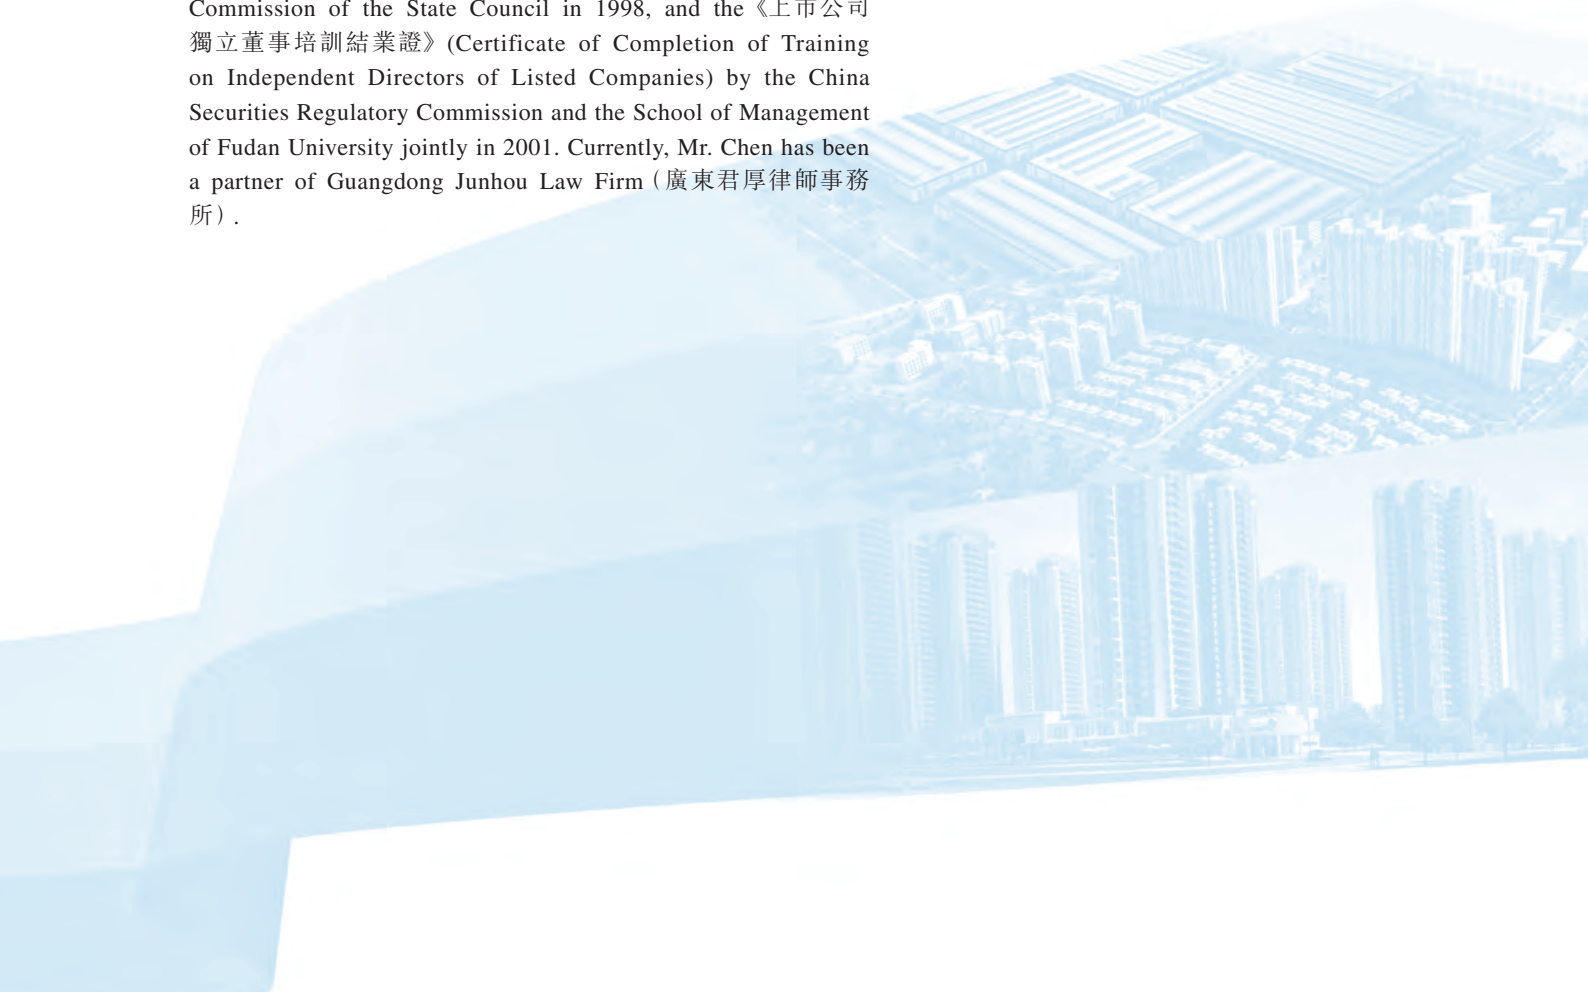 Commission of the State Council in 1998, and the《上市公司
獨立董事培訓結業證》(Certificate of Completion of Training
on Independent Directors of Listed Companies) by the China
Securities Regulatory Commission and the School of Management
of Fudan University jointly in 2001. Currently, Mr. Chen has been
a partner of Guangdong Junhou Law Firm（廣東君厚律師事務
所）.